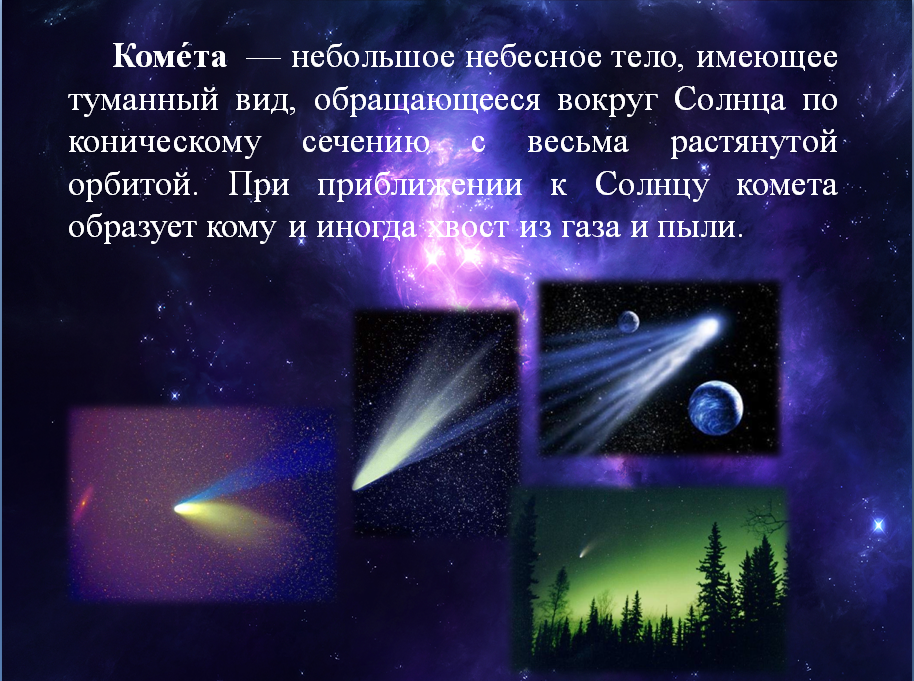 Коме́та — небольшое небесное тело, имеющее
туманный вид, обращающееся вокруг Солнца по
коническому сечению с весьма растянутой
орбитой. При приближении к Солнцу комета
образует кому и иногда хвост из газа и пыли.